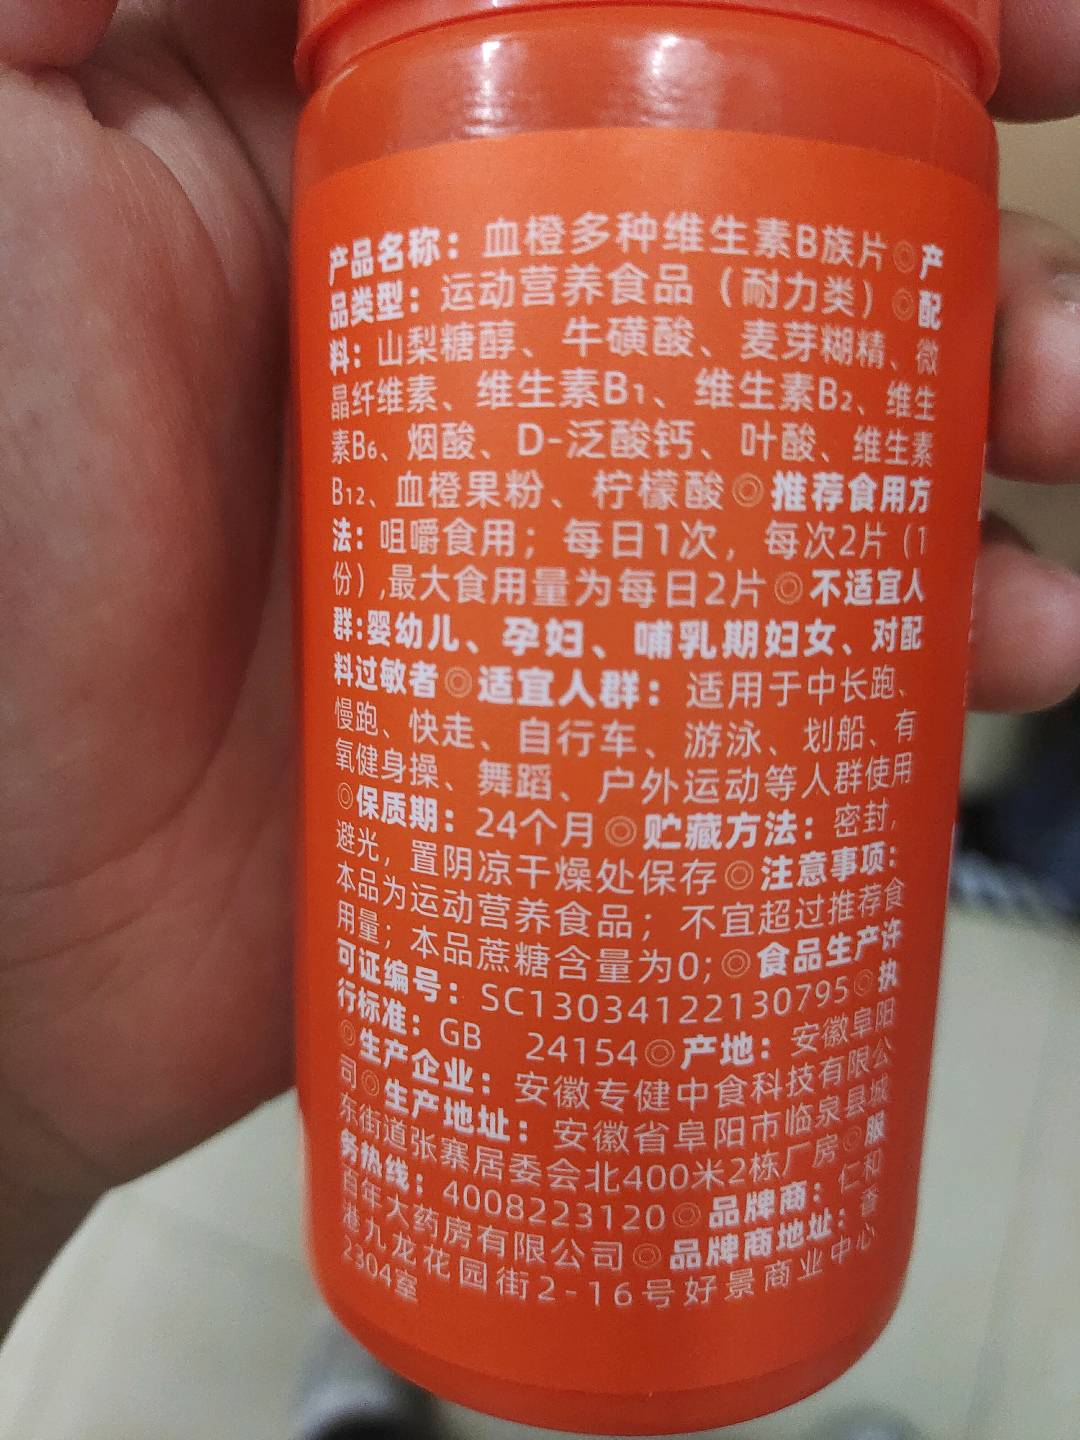 产品名称：血橙多种维生素B族片◎产
品类型：运动营养食品（耐力类）◎配
料：山梨糖醇、牛磺酸、麦芽糊精、微
晶纤维素、维生素B₁、维生素B₂、维生
素B₆、烟酸、D-泛酸钙、叶酸、维生素
B₁₂、血橙果粉、柠檬酸◎推荐食用方
法：咀嚼食用；每日1次，每次2片（1
份）,最大食用量为每日2片◎不适宜人
群:婴幼儿、孕妇、哺乳期妇女、对配
料过敏者◎适宜人群：适用于中长跑、
慢跑、快走、自行车、游泳、划船、有
氧健身操、舞蹈、户外运动等人群使用
◎保质期：24个月◎贮藏方法：密封，
避光，置阴凉干燥处保存◎注意事项：
本品为运动营养食品；不宜超过推荐食
用量；本品蔗糖含量为0;◎食品生产许
可证编号：SC13034122130795◎执
行标准：GB 24154◎产地：安徽阜阳
◎生产企业：安徽专健中食科技有限公
司◎生产地址：安徽省阜阳市临泉县城
东街道张寨居委会北400米2栋厂房◎服
务热线：4008223120◎品牌商：仁和
百年大药房有限公司◎品牌商地址：香
港九龙花园街2-16号好景商业中心
2304室